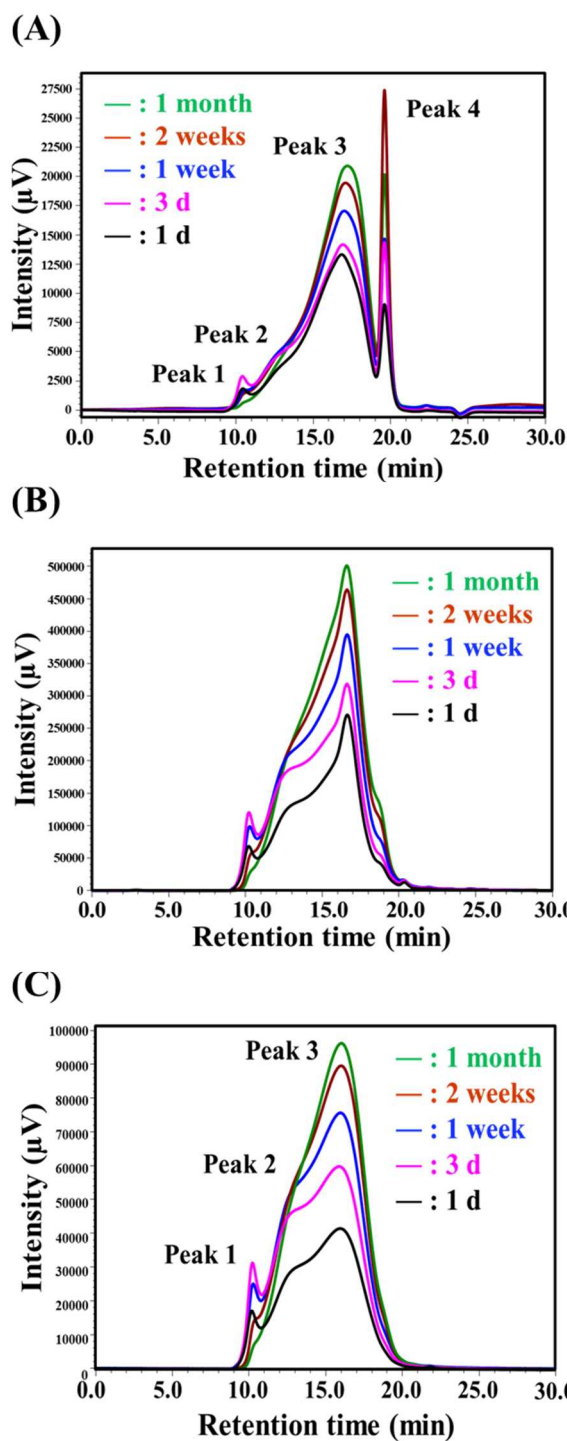 (A)
27500
25000
22500
20000
17500
15000
12500
10000
7500
5000
2500
0
Intensity (μV)
— : 1 month
— : 2 weeks
— : 1 week
— : 3 d
— : 1 d
Peak 1
Peak 2
Peak 3
Peak 4
0.0 5.0 10.0 15.0 20.0 25.0 30.0
Retention time (min)
(B)
500000
450000
400000
350000
300000
250000
200000
150000
100000
50000
0
Intensity (μV)
— : 1 month
— : 2 weeks
— : 1 week
— : 3 d
— : 1 d
0.0 5.0 10.0 15.0 20.0 25.0 30.0
Retention time (min)
(C)
100000
90000
80000
70000
60000
50000
40000
30000
20000
10000
0
Intensity (μV)
Peak 3
Peak 2
Peak 1
— : 1 month
— : 2 weeks
— : 1 week
— : 3 d
— : 1 d
0.0 5.0 10.0 15.0 20.0 25.0 30.0
Retention time (min)